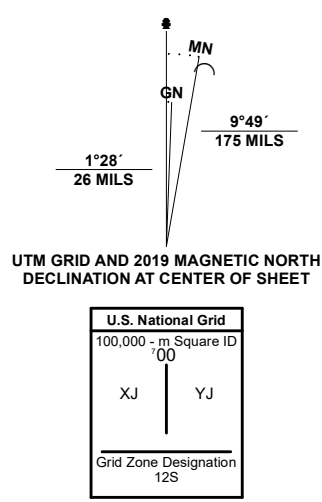 MN
GN
9°49´
175 MILS
1°28´
26 MILS
UTM GRID AND 2019 MAGNETIC NORTH
DECLINATION AT CENTER OF SHEET
U.S. National Grid
100,000 - m Square ID
⁷00
XJ YJ
Grid Zone Designation
12S